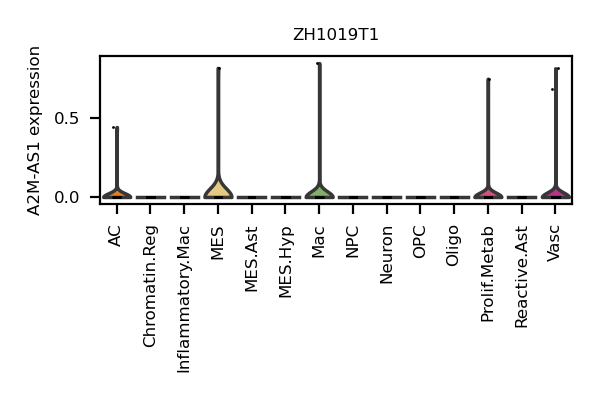 ZH1019T1
A2M-AS1 expression
0.5
0.0
AC
Chromatin.Reg
Inflammatory.Mac
MES
MES.Ast
MES.Hyp
Mac
NPC
Neuron
OPC
Oligo
Prolif.Metab
Reactive.Ast
Vasc